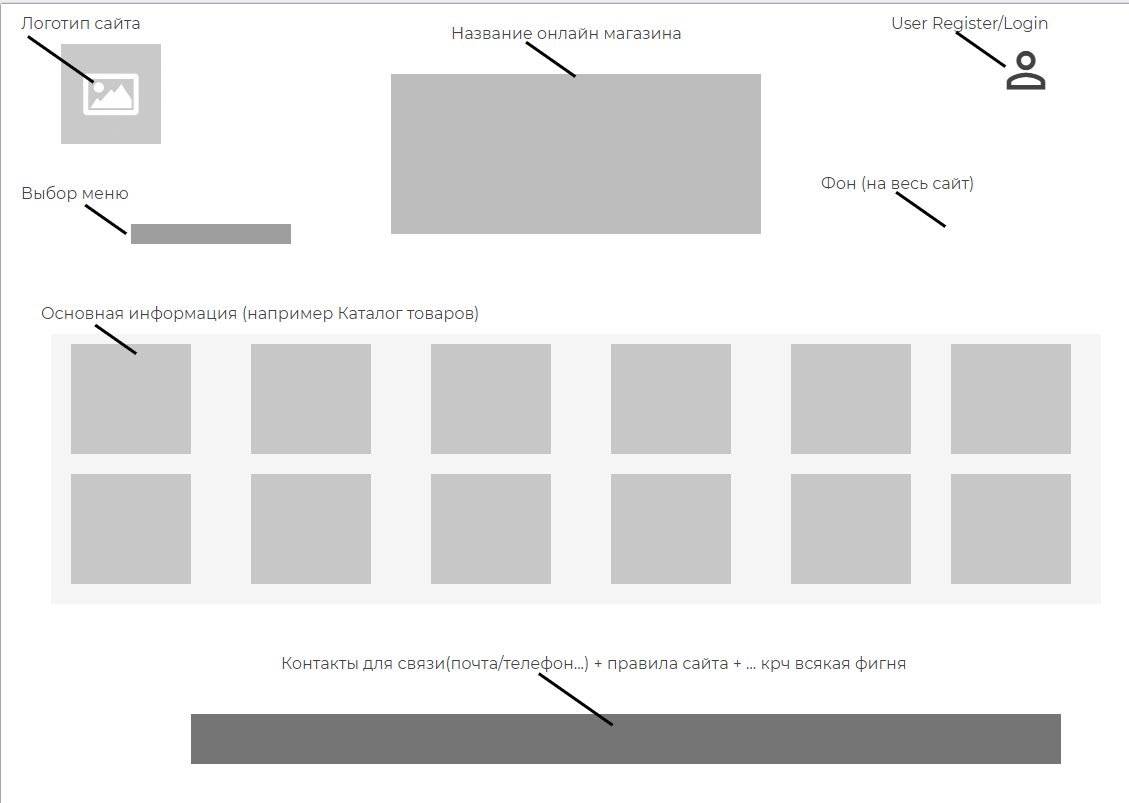 Логотип сайта
Название онлайн магазина
User Register/Login
Выбор меню
Фон (на весь сайт)
Основная информация (например Каталог товаров)
Контакты для связи(почта/телефон...) + правила сайта + ... крч всякая фигня